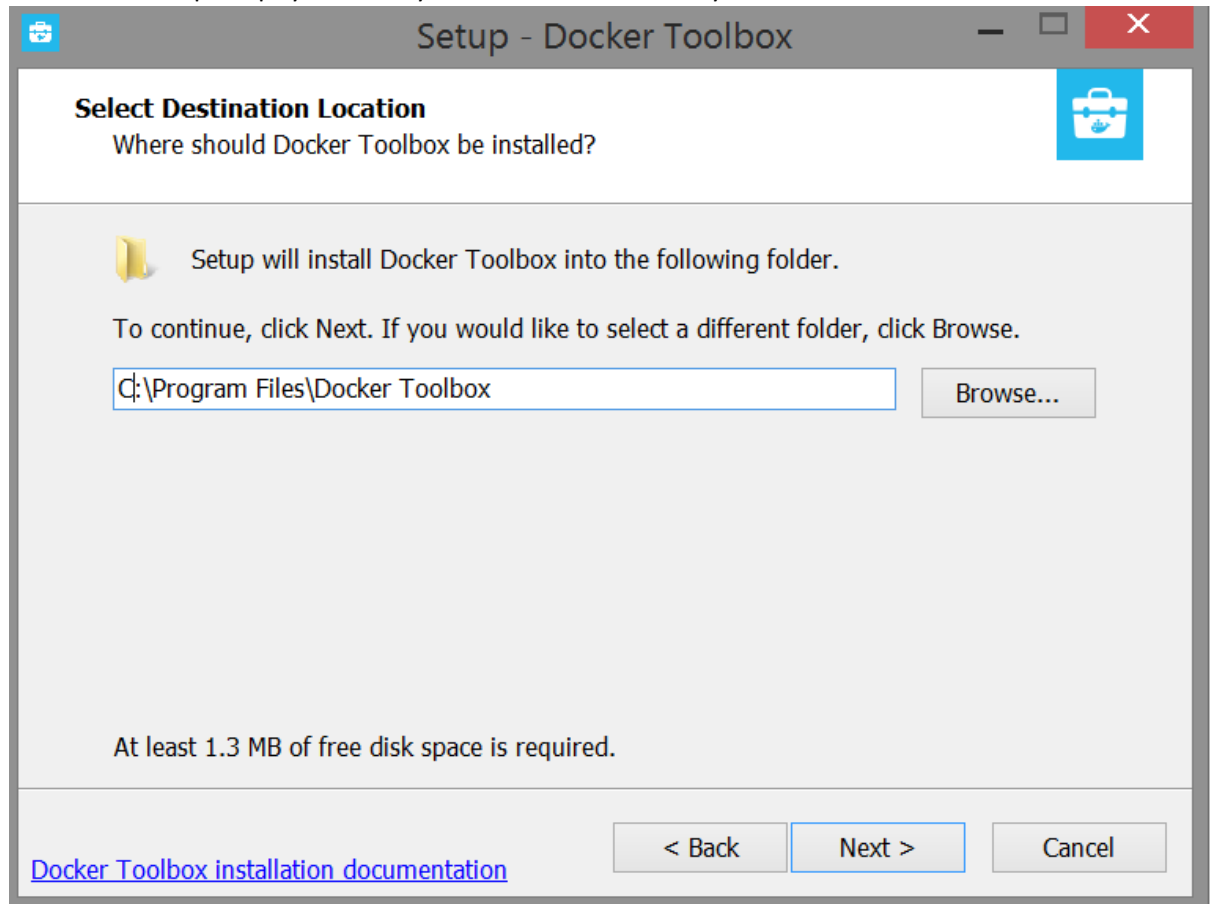 Setup - Docker Toolbox
Select Destination Location
Where should Docker Toolbox be installed?
Setup will install Docker Toolbox into the following folder.
To continue, click Next. If you would like to select a different folder, click Browse.
C:\Program Files\Docker Toolbox
Browse...
At least 1.3 MB of free disk space is required.
< Back
Next >
Cancel
Docker Toolbox installation documentation